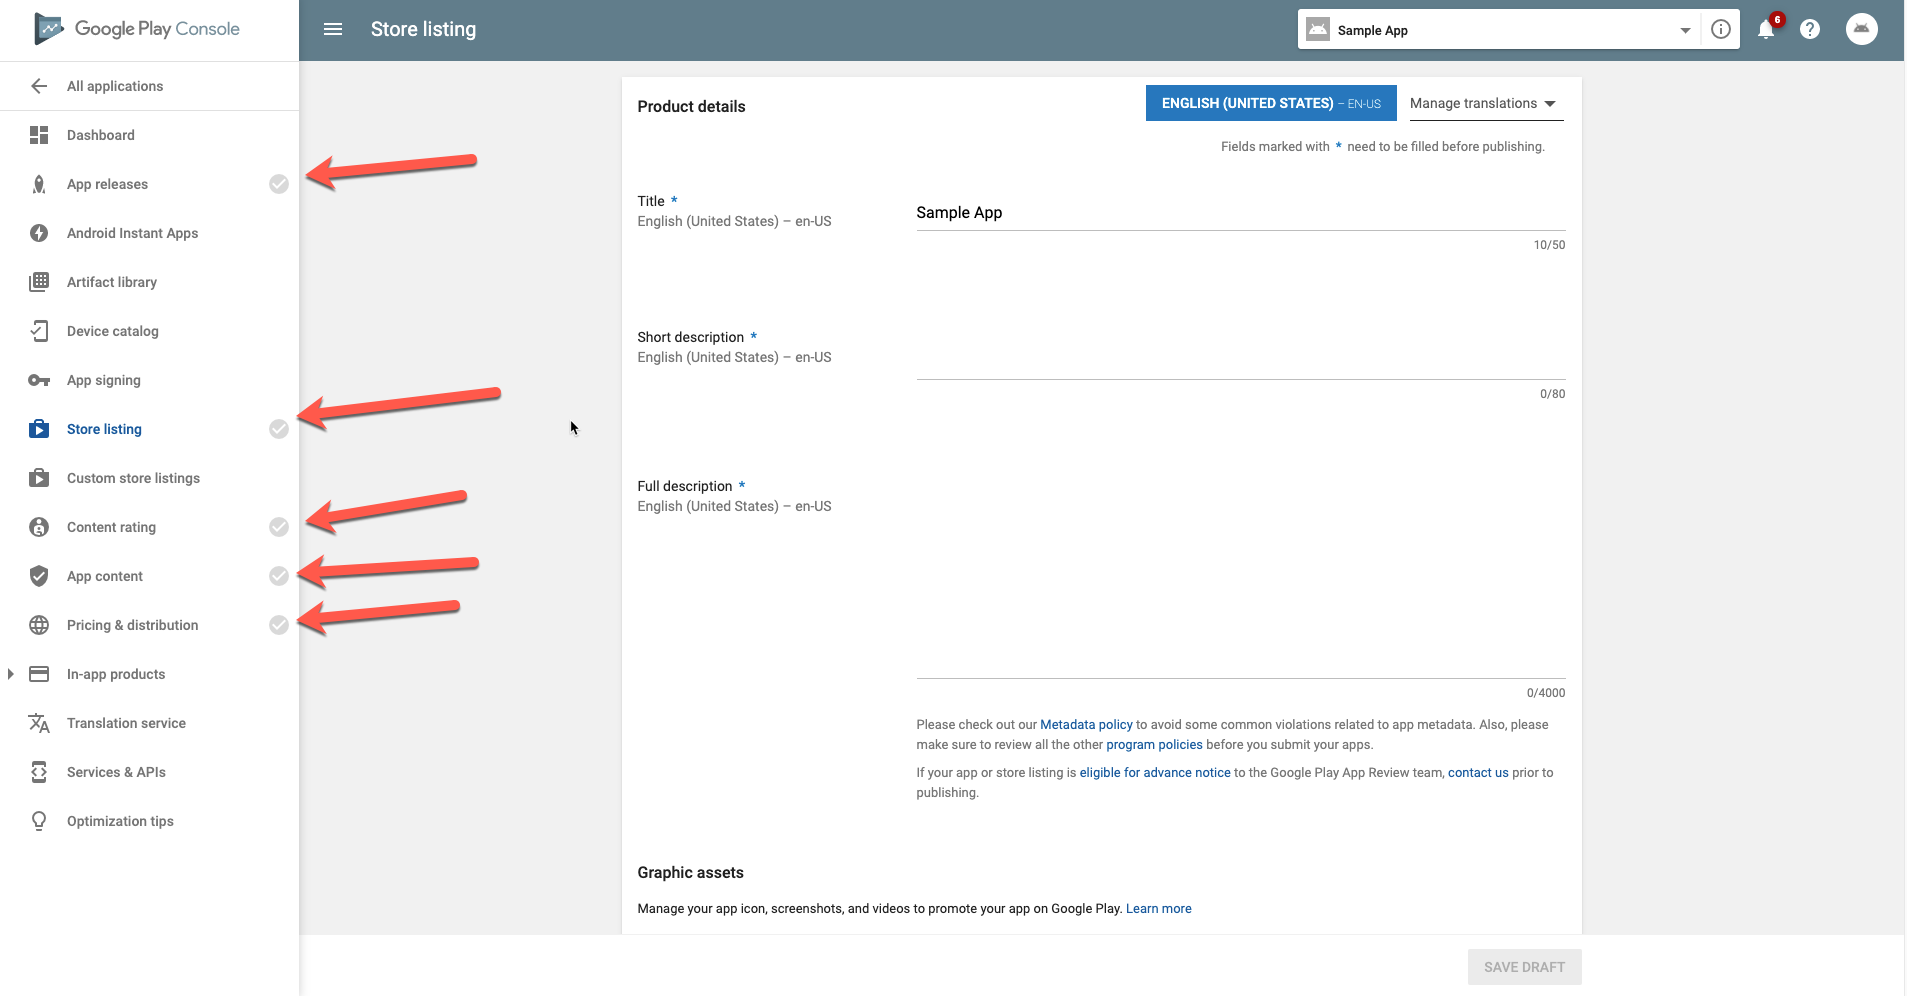 Google Play Console
Store listing
Sample App
6
All applications
Dashboard
App releases
Android Instant Apps
Artifact library
Device catalog
App signing
Store listing
Custom store listings
Content rating
App content
Pricing & distribution
In-app products
Translation service
Services & APIs
Optimization tips
Product details
ENGLISH (UNITED STATES) – EN-US
Manage translations
Fields marked with * need to be filled before publishing.
Title *
English (United States) – en-US
Sample App
10/50
Short description *
English (United States) – en-US
0/80
Full description *
English (United States) – en-US
0/4000
Please check out our Metadata policy to avoid some common violations related to app metadata. Also, please
make sure to review all the other program policies before you submit your apps.
If your app or store listing is eligible for advance notice to the Google Play App Review team, contact us prior to
publishing.
Graphic assets
Manage your app icon, screenshots, and videos to promote your app on Google Play. Learn more
SAVE DRAFT